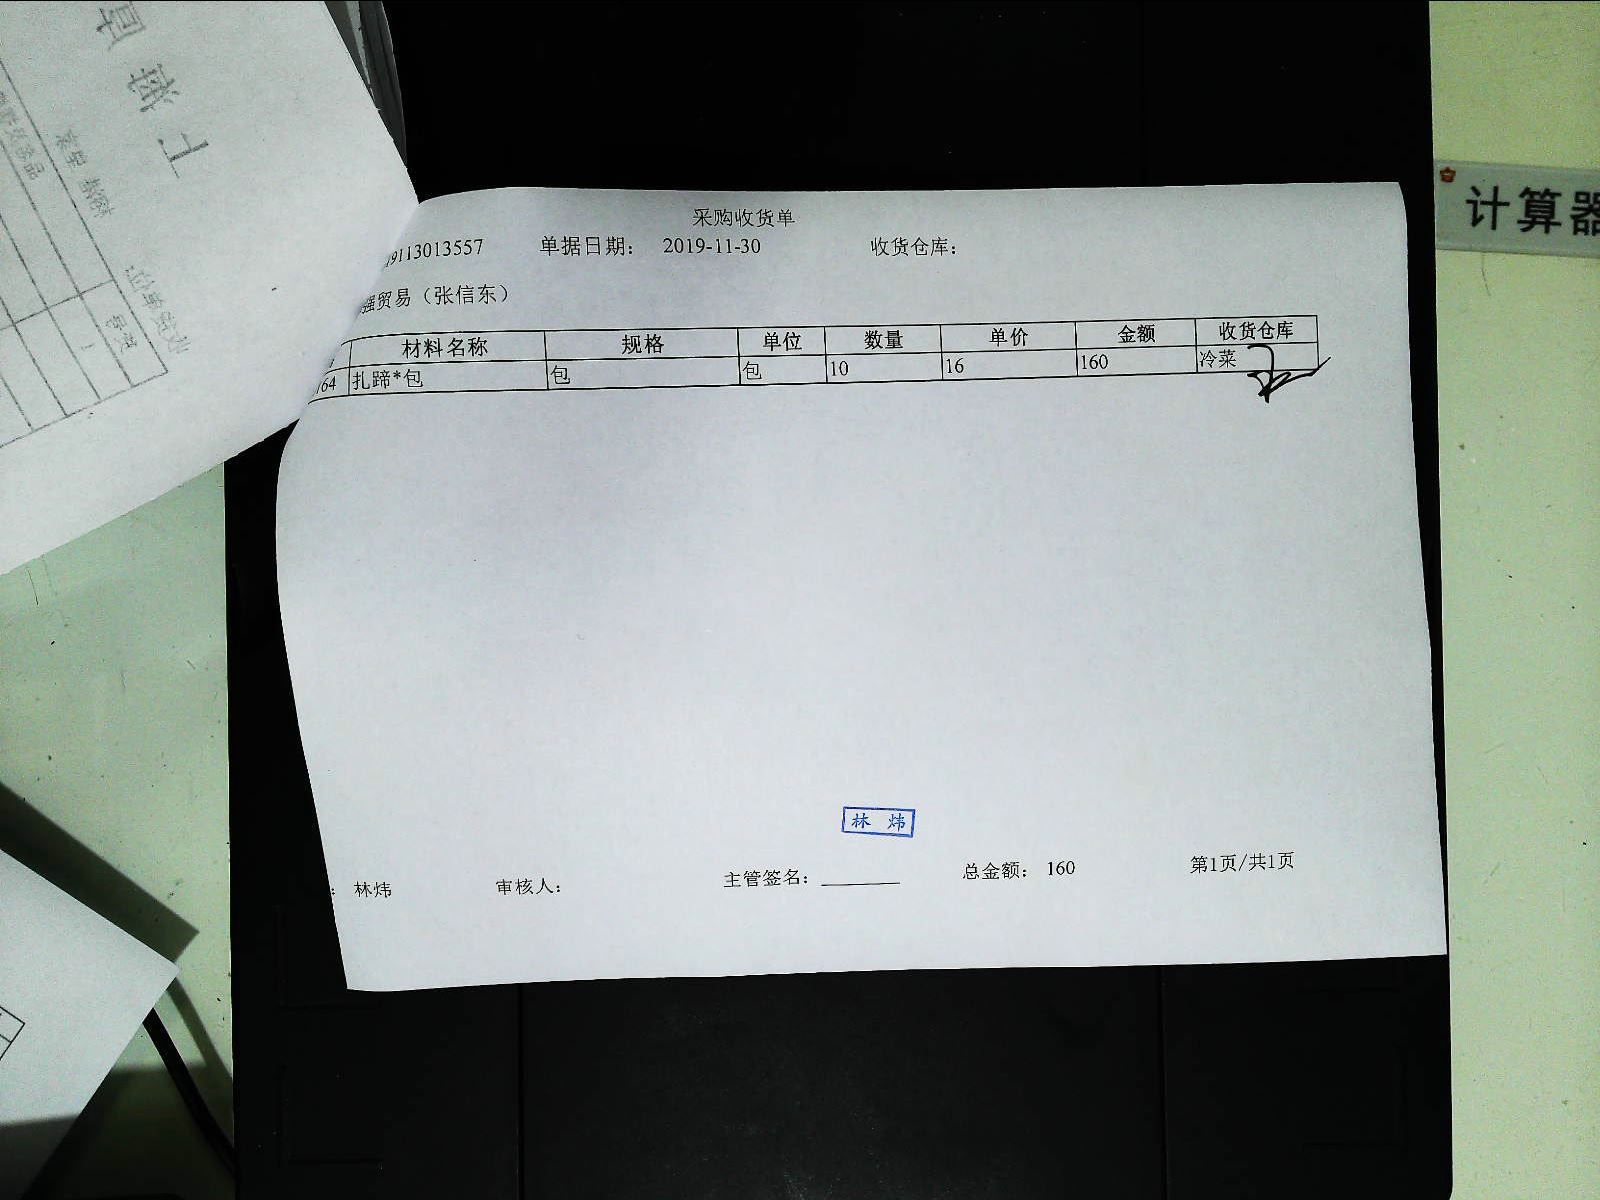 采购收货单
19113013557 单据日期: 2019-11-30 收货仓库:
强贸易（张信东）
材料名称 规格 单位 数量 单价 金额 收货仓库
64 扎蹄*包 包 包 10 16 160 冷菜
林 炜
: 林炜 审核人: 主管签名: 总金额: 160 第1页/共1页
计算器
上 海